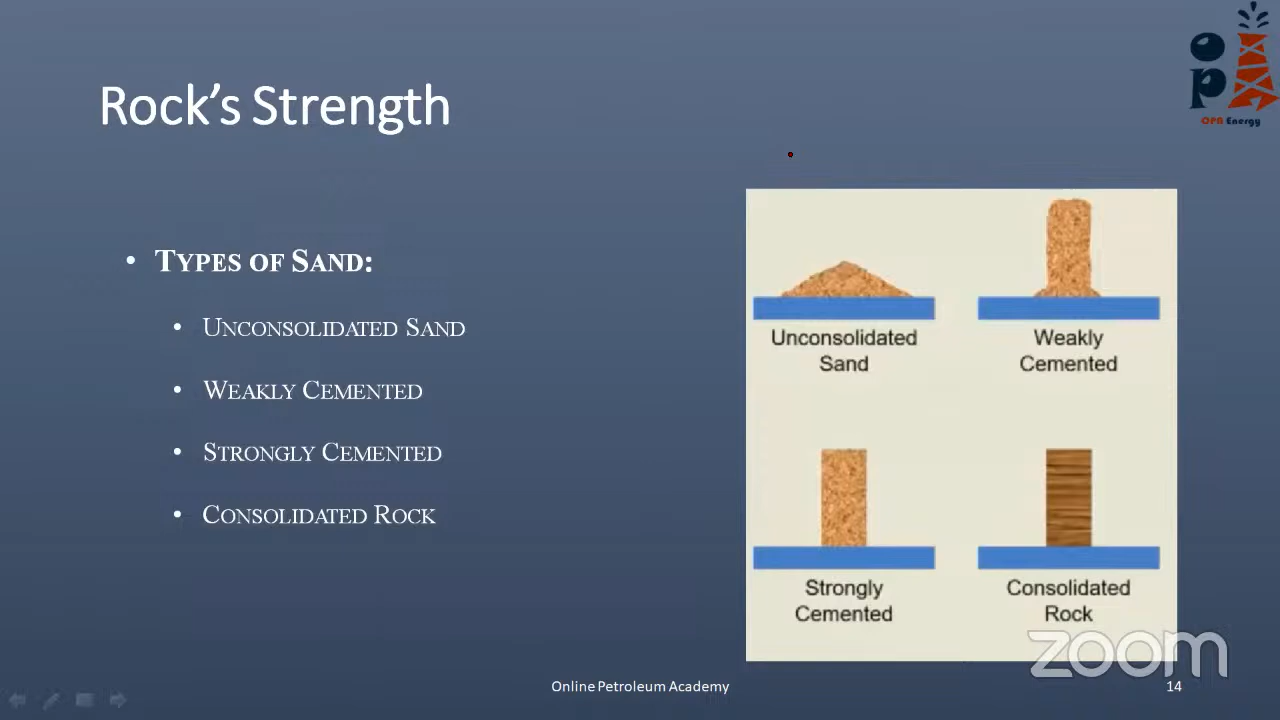 Rock's Strength
OPA Energy
• TYPES OF SAND:
• UNCONSOLIDATED SAND
• WEAKLY CEMENTED
• STRONGLY CEMENTED
• CONSOLIDATED ROCK
Unconsolidated
Sand
Weakly
Cemented
Strongly
Cemented
Consolidated
Rock
zoom
Online Petroleum Academy
14